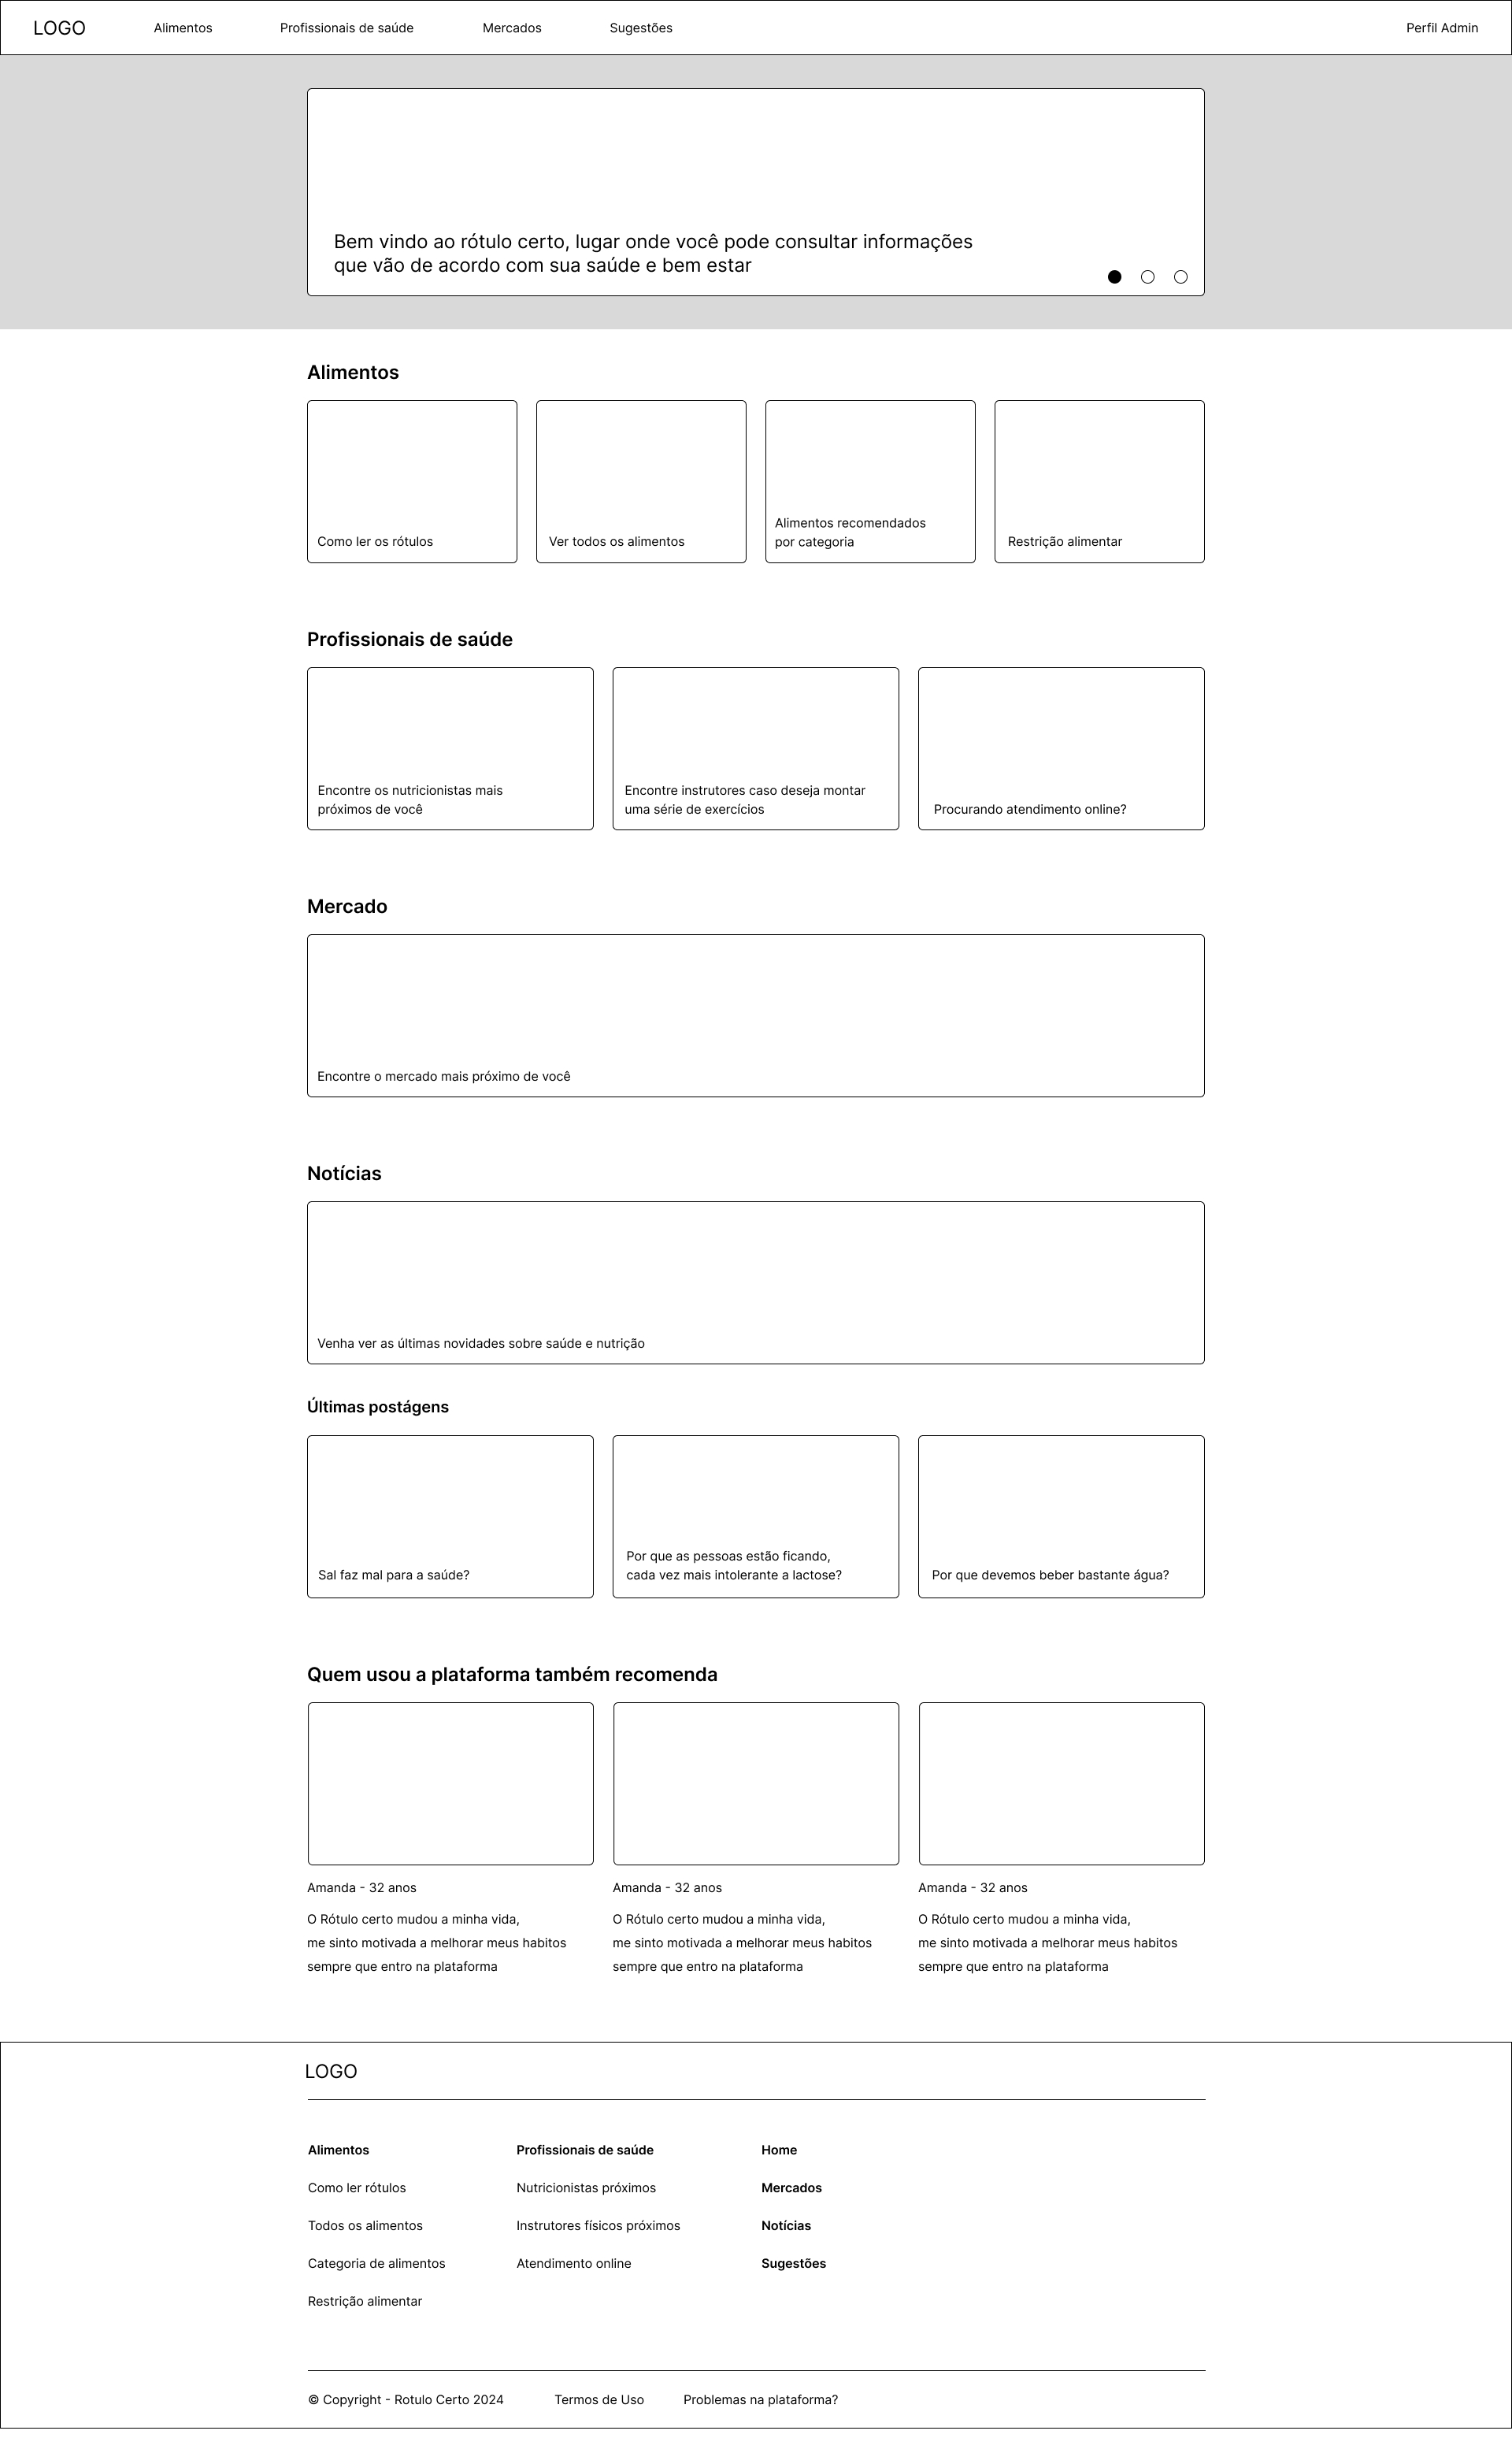 LOGO
Alimentos
Profissionais de saúde
Mercados
Sugestões
Perfil Admin
Bem vindo ao rótulo certo, lugar onde você pode consultar informações
que vão de acordo com sua saúde e bem estar
Alimentos
Como ler os rótulos
Ver todos os alimentos
Alimentos recomendados
por categoria
Restrição alimentar
Profissionais de saúde
Encontre os nutricionistas mais
próximos de você
Encontre instrutores caso deseja montar
uma série de exercícios
Procurando atendimento online?
Mercado
Encontre o mercado mais próximo de você
Notícias
Venha ver as últimas novidades sobre saúde e nutrição
Últimas postágens
Sal faz mal para a saúde?
Por que as pessoas estão ficando,
cada vez mais intolerante a lactose?
Por que devemos beber bastante água?
Quem usou a plataforma também recomenda
Amanda - 32 anos
O Rótulo certo mudou a minha vida,
me sinto motivada a melhorar meus habitos
sempre que entro na plataforma
Amanda - 32 anos
O Rótulo certo mudou a minha vida,
me sinto motivada a melhorar meus habitos
sempre que entro na plataforma
Amanda - 32 anos
O Rótulo certo mudou a minha vida,
me sinto motivada a melhorar meus habitos
sempre que entro na plataforma
LOGO
Alimentos
Como ler rótulos
Todos os alimentos
Categoria de alimentos
Restrição alimentar
Profissionais de saúde
Nutricionistas próximos
Instrutores físicos próximos
Atendimento online
Home
Mercados
Notícias
Sugestões
© Copyright - Rotulo Certo 2024
Termos de Uso
Problemas na plataforma?